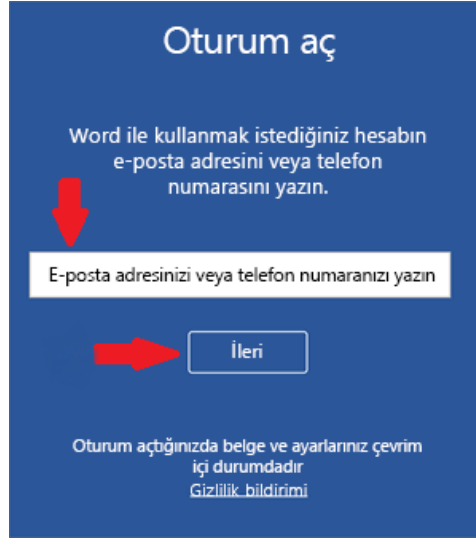 Oturum aç
Word ile kullanmak istediğiniz hesabın
e-posta adresini veya telefon
numarasını yazın.
E-posta adresinizi veya telefon numaranızı yazın
İleri
Oturum açtığınızda belge ve ayarlarınız çevrim
içi durumdadır
Gizlilik bildirimi